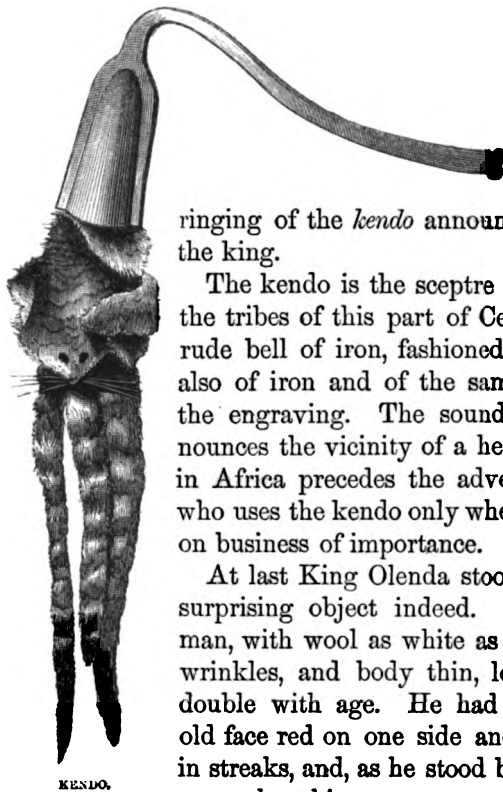 ringing of the kendo announ
the king.
The kendo is the sceptre
the tribes of this part of Ce
rude bell of iron, fashioned
also of iron and of the sam
the engraving. The sound
nounces the vicinity of a he
in Africa precedes the adve
who uses the kendo only whe
on business of importance.
At last King Olenda stoo
surprising object indeed.
man, with wool as white as
wrinkles, and body thin, le
double with age. He had
old face red on one side an
in streaks, and, as he stood b
KENDO.